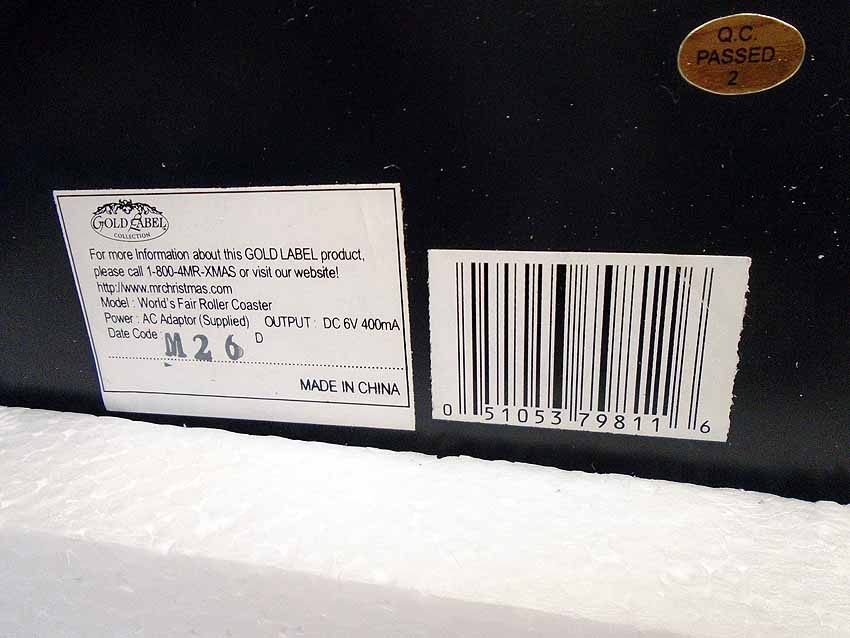 Q.C.
PASSED
2
GOLD LABEL
COLLECTION
For more Information about this GOLD LABEL product,
please call 1-800-4MR-XMAS or visit our website!
http://www.mrchristmas.com
Model : World's Fair Roller Coaster
Power : AC Adaptor (Supplied) OUTPUT : DC 6V 400mA
Date Code : M26 D
MADE IN CHINA
0 51053 79811 6